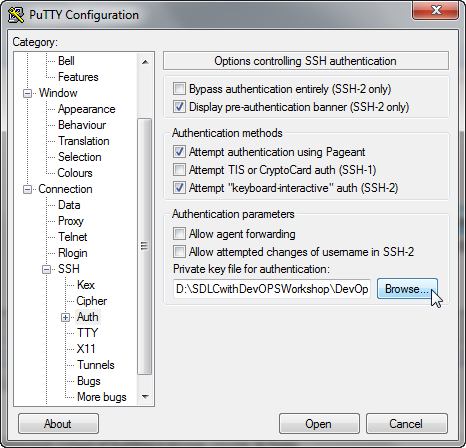 PuTTY Configuration
Category:
Bell
Features
Window
Appearance
Behaviour
Translation
Selection
Colours
Connection
Data
Proxy
Telnet
Rlogin
SSH
Kex
Cipher
Auth
TTY
X11
Tunnels
Bugs
More bugs
Options controlling SSH authentication
Bypass authentication entirely (SSH-2 only)
Display pre-authentication banner (SSH-2 only)
Authentication methods
Attempt authentication using Pageant
Attempt TIS or CryptoCard auth (SSH-1)
Attempt "keyboard-interactive" auth (SSH-2)
Authentication parameters
Allow agent forwarding
Allow attempted changes of username in SSH-2
Private key file for authentication:
D:\SDLCwithDevOPSWorkshop\DevOp
Browse...
About
Open
Cancel